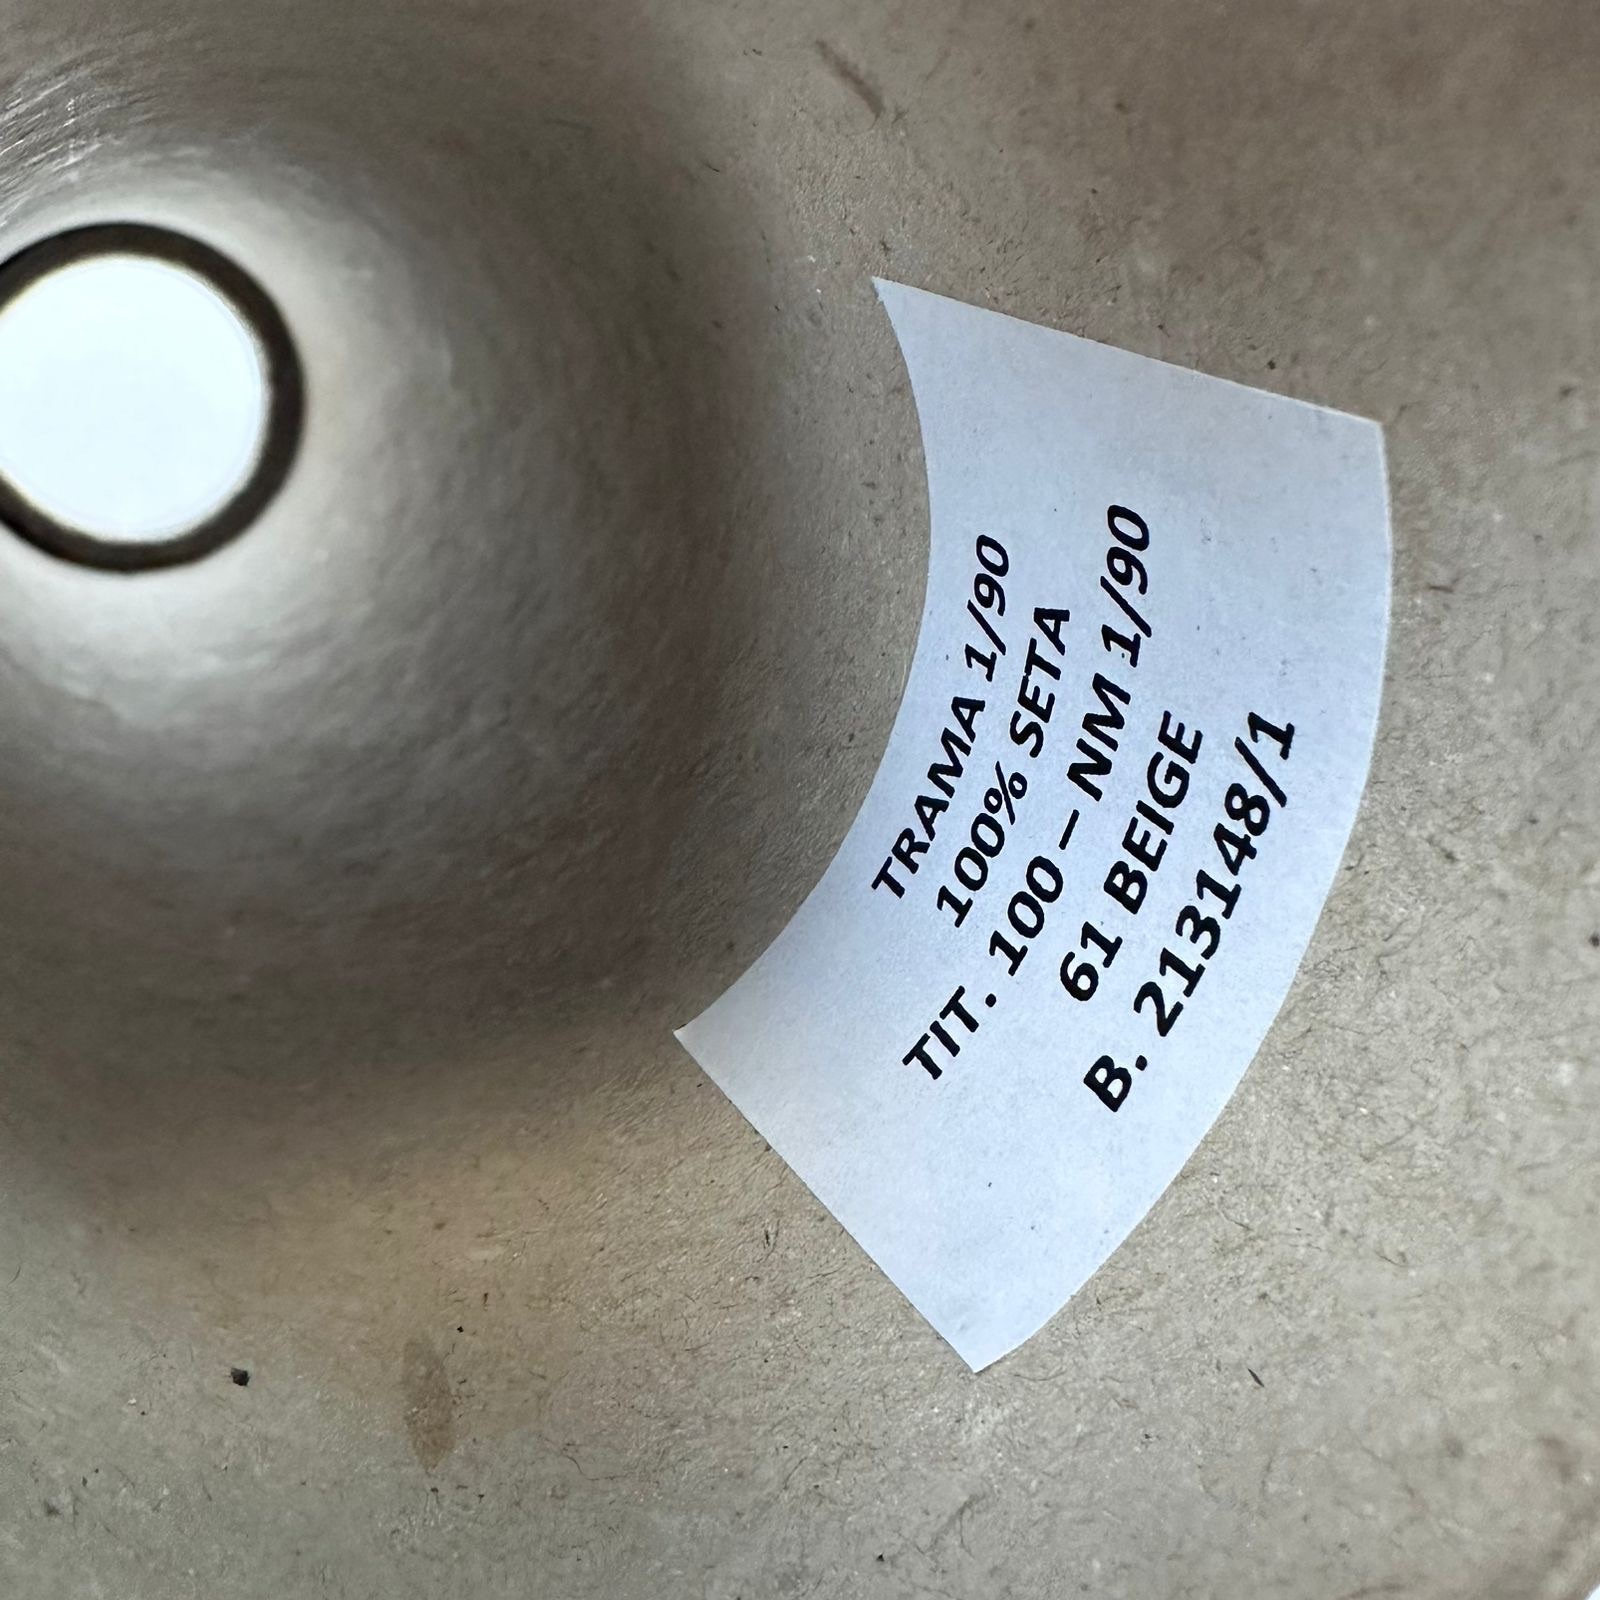 TRAMA 1/90
100% SETA
TIT. 100 – NM 1/90
61 BEIGE
B. 213148/1